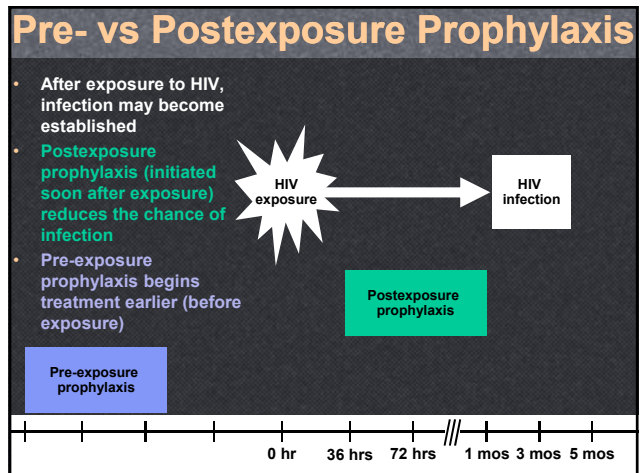 Pre- vs Postexposure Prophylaxis
• After exposure to HIV,
infection may become
established
• Postexposure
prophylaxis (initiated
soon after exposure)
reduces the chance of
infection
• Pre-exposure
prophylaxis begins
treatment earlier (before
exposure)
HIV
exposure
HIV
infection
Postexposure
prophylaxis
Pre-exposure
prophylaxis
0 hr 36 hrs 72 hrs 1 mos 3 mos 5 mos